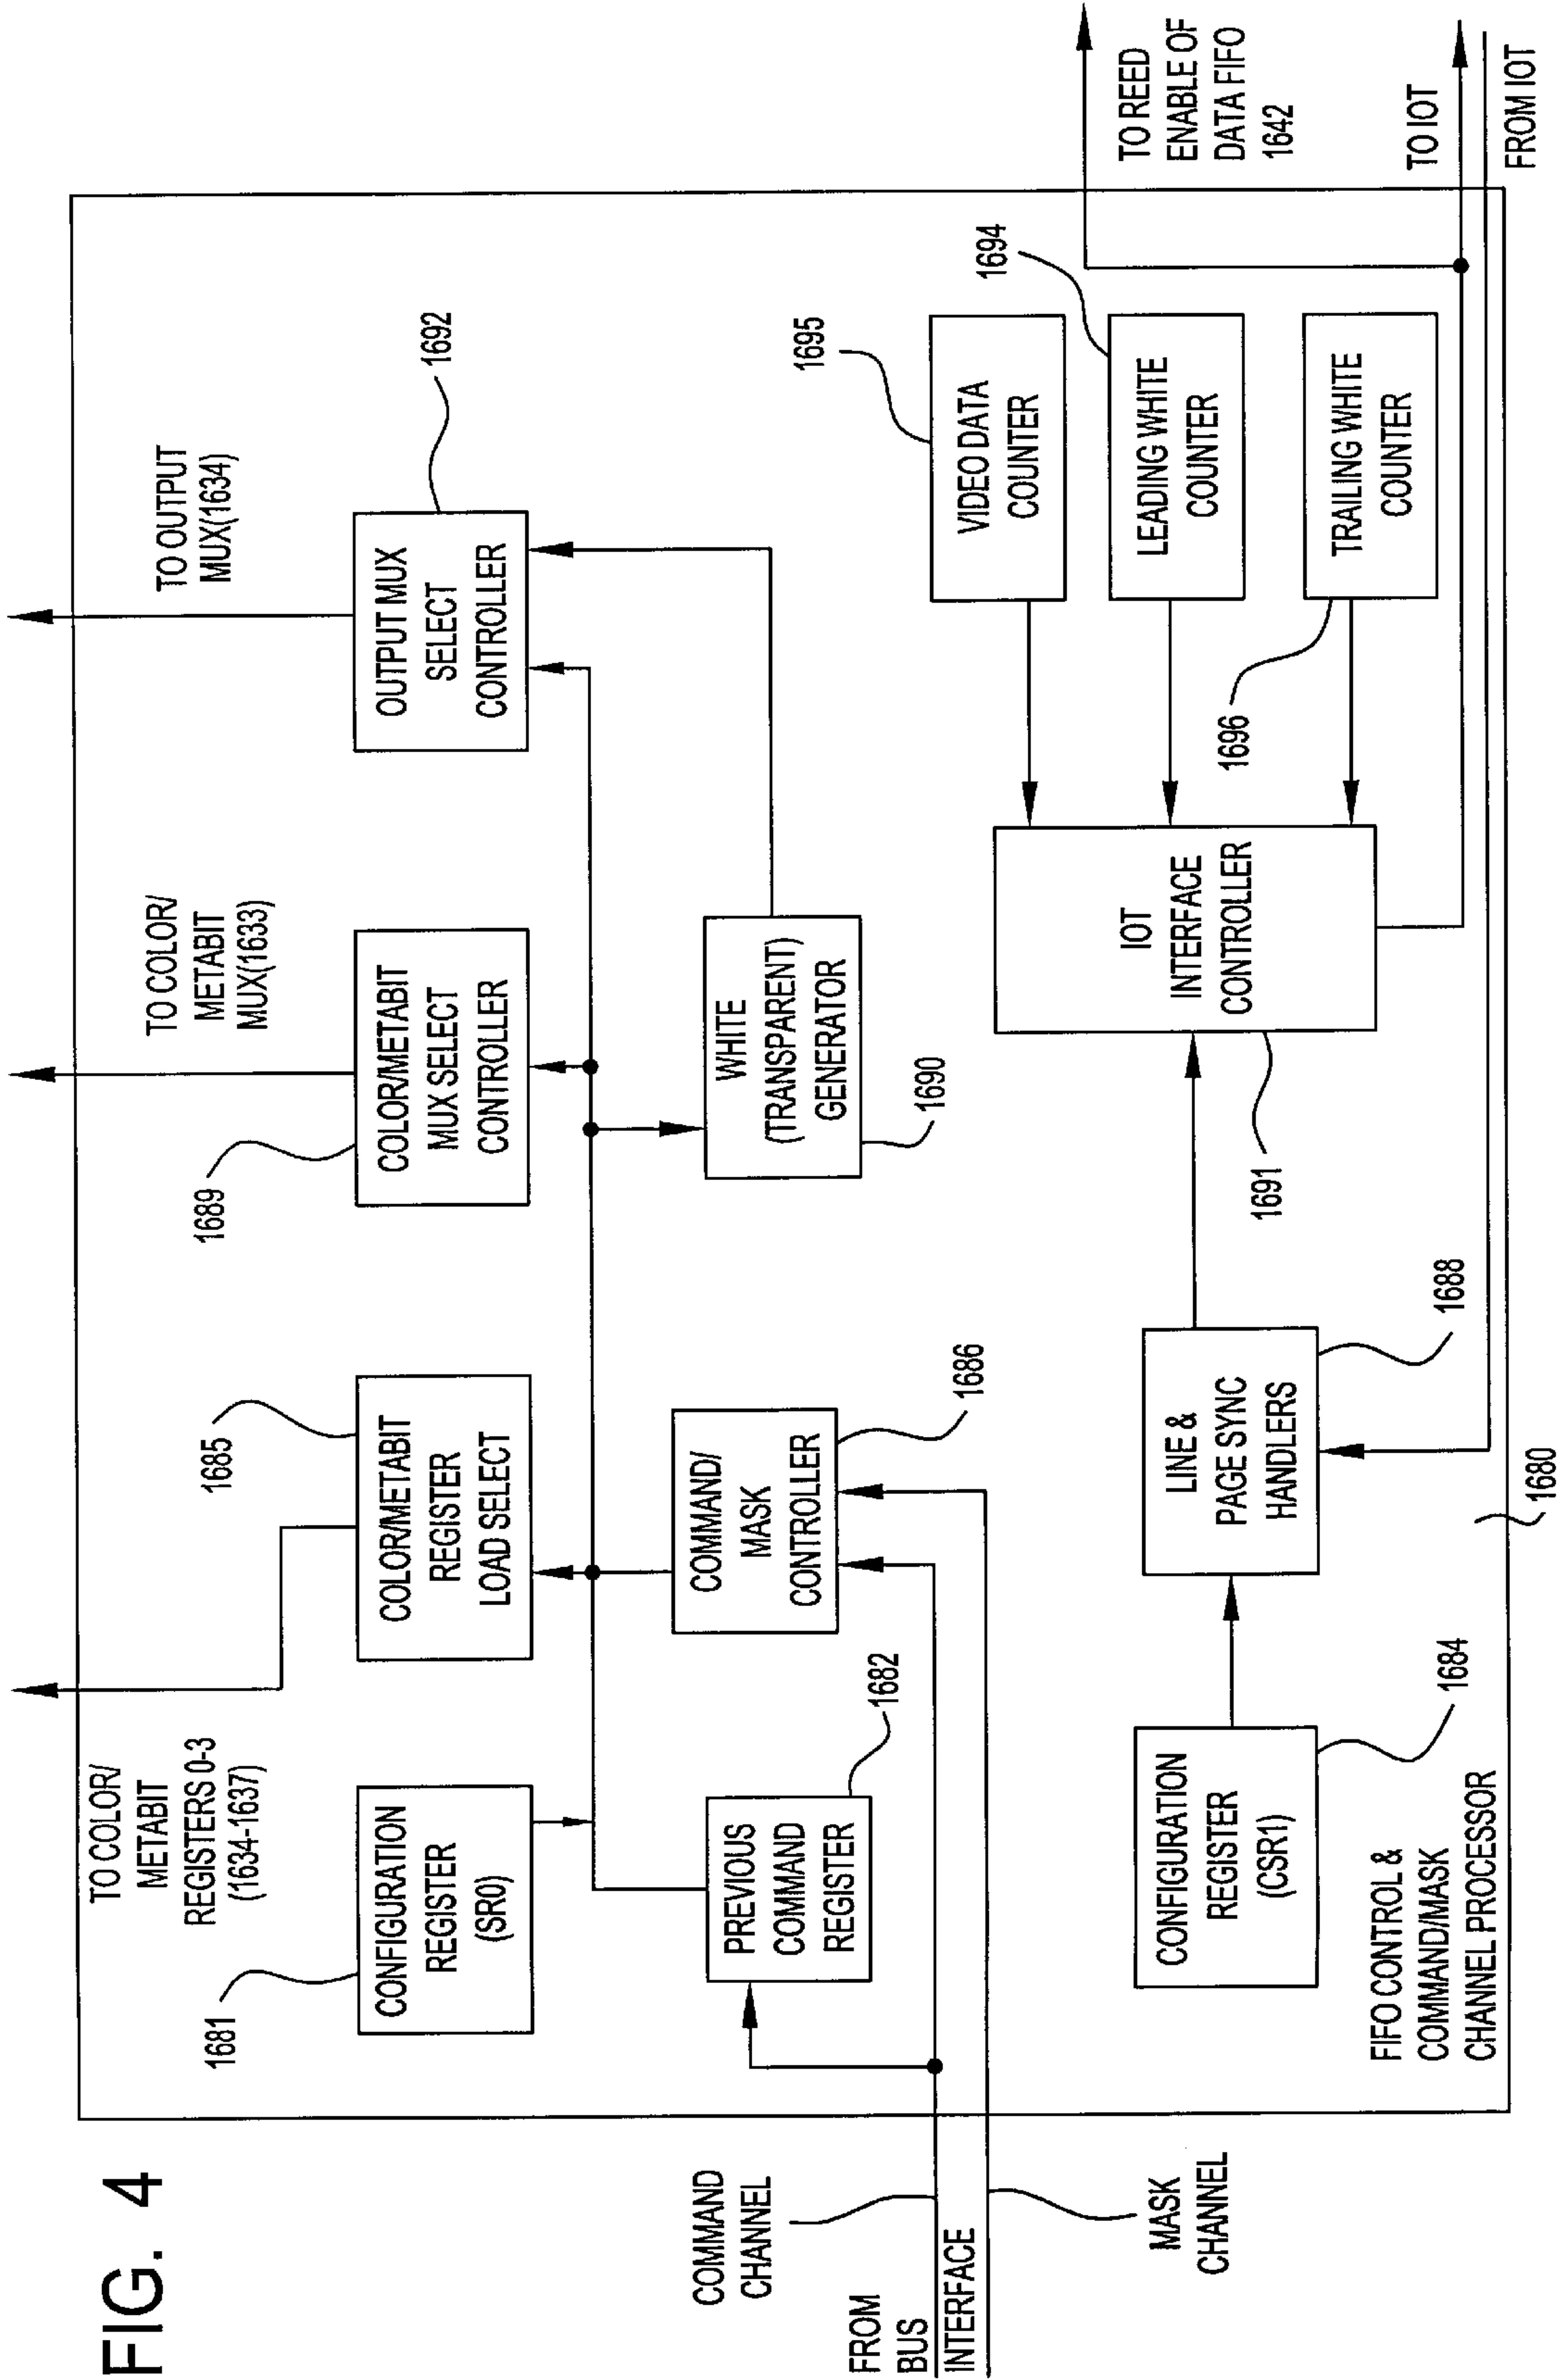 FIG. 4
TO COLOR/
METABIT
REGISTERS 0-3
(1634-1637)
TO COLOR/
METABIT
MUX(1633)
TO OUTPUT
MUX(1634)
1681
CONFIGURATION
REGISTER
(SR0)
1685
COLOR/METABIT
REGISTER
LOAD SELECT
1689
COLOR/METABIT
MUX SELECT
CONTROLLER
OUTPUT MUX
SELECT
CONTROLLER
1692
PREVIOUS
COMMAND
REGISTER
1682
COMMAND/
MASK
CONTROLLER
1686
WHITE
(TRANSPARENT)
GENERATOR
1690
COMMAND
CHANNEL
FROM
BUS
INTERFACE
MASK
CHANNEL
1695
VIDEO DATA
COUNTER
1694
LEADING WHITE
COUNTER
1696
TRAILING WHITE
COUNTER
IOT
INTERFACE
CONTROLLER
1691
LINE &
PAGE SYNC
HANDLERS
1688
CONFIGURATION
REGISTER
(CSR1)
1684
FIFO CONTROL &
COMMAND/MASK
CHANNEL PROCESSOR
1680
TO REED
ENABLE OF
DATA FIFO
1642
TO IOT
FROM IOT